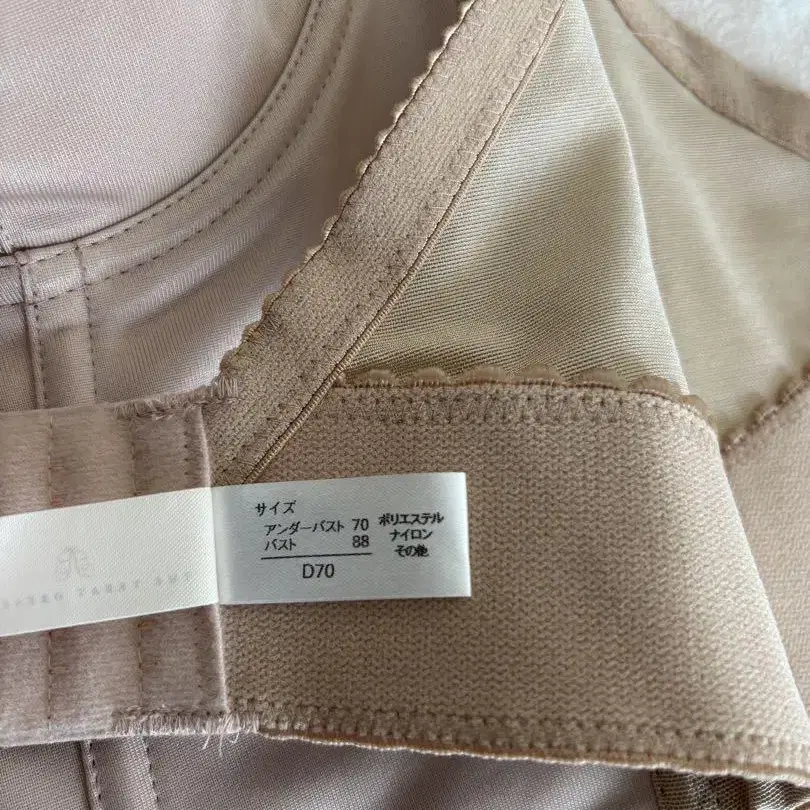 サイズ
アンダーバスト 70
バスト 88
D70
ポリエステル
ナイロン
その他